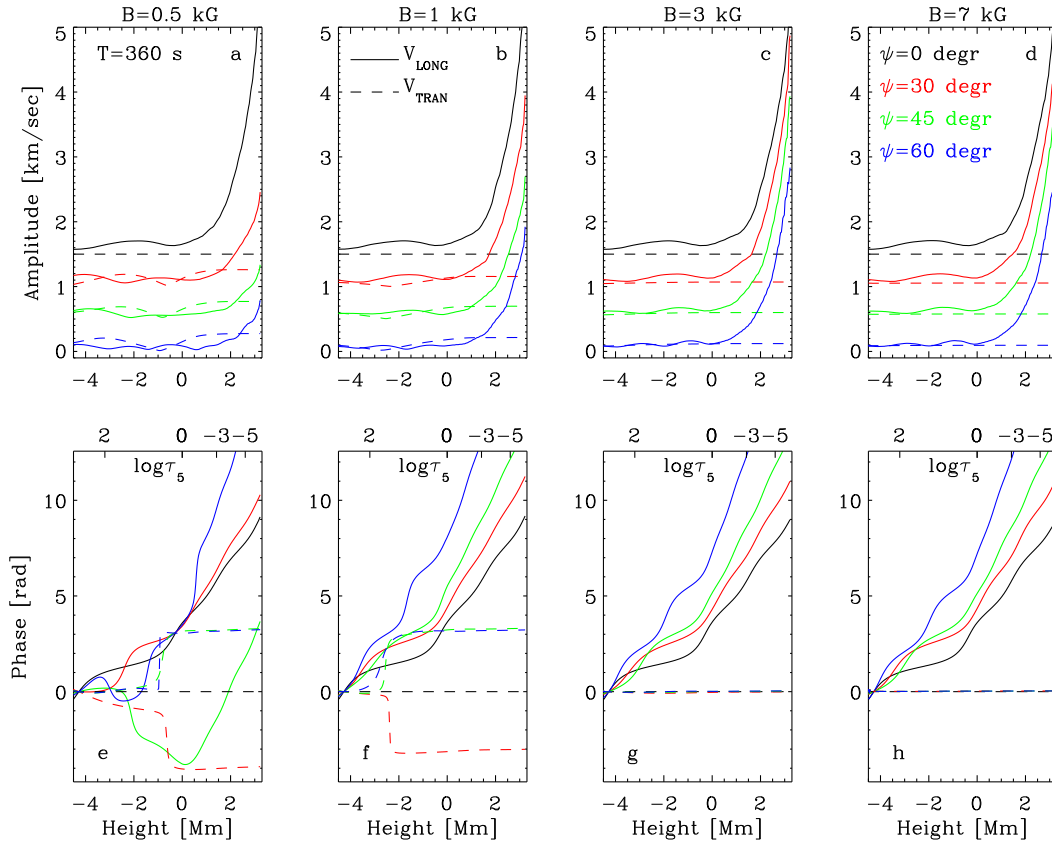 B=0.5 kG B=1 kG B=3 kG B=7 kG
T=360 s a
V_LONG b
V_TRAN
c
ψ=0 degr d
ψ=30 degr
ψ=45 degr
ψ=60 degr
Amplitude [km/sec]
5
4
3
2
1
0
5
4
3
2
1
0
5
4
3
2
1
0
5
4
3
2
1
0
−4 −2 0 2 −4 −2 0 2 −4 −2 0 2 −4 −2 0 2
2 0 −3−5 2 0 −3−5 2 0 −3−5 2 0 −3−5
logτ5 logτ5 logτ5 logτ5
Phase [rad]
10
5
0
10
5
0
10
5
0
10
5
0
e f g h
−4 −2 0 2 −4 −2 0 2 −4 −2 0 2 −4 −2 0 2
Height [Mm] Height [Mm] Height [Mm] Height [Mm]